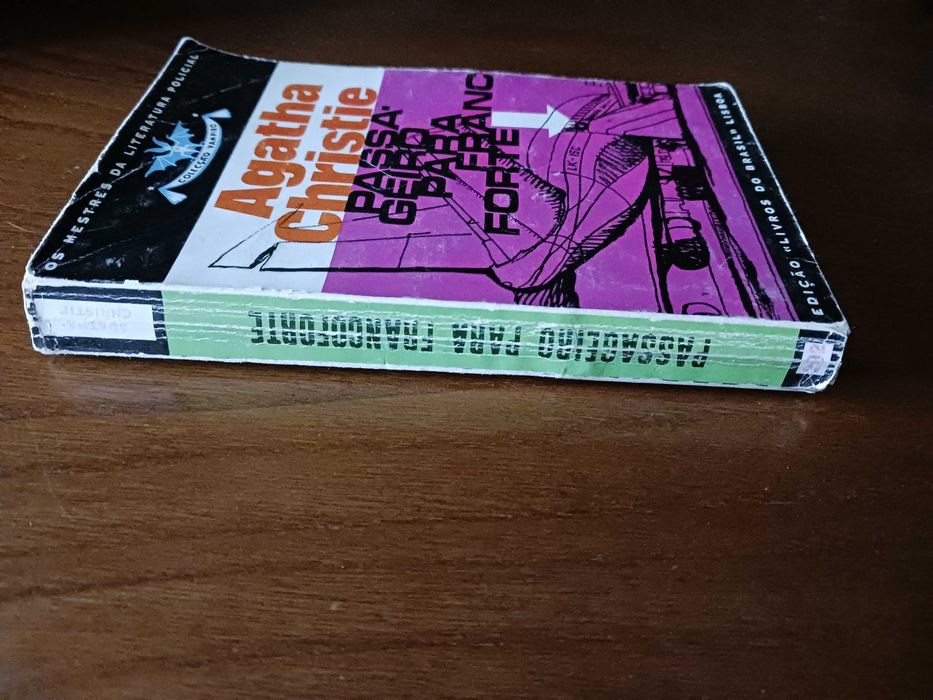 OS MESTRES DA LITERATURA POLICIAL
COLECÇÃO VAMPIRO
Agatha
Christie
PASSA-
GEIRO
PARA
FRANC
FORTE
EDIÇÃO «LIVROS DO BRASIL» LISBOA
AGATHA
CHRISTIE
PASSAGEIRO PARA FRANQUEFORTE